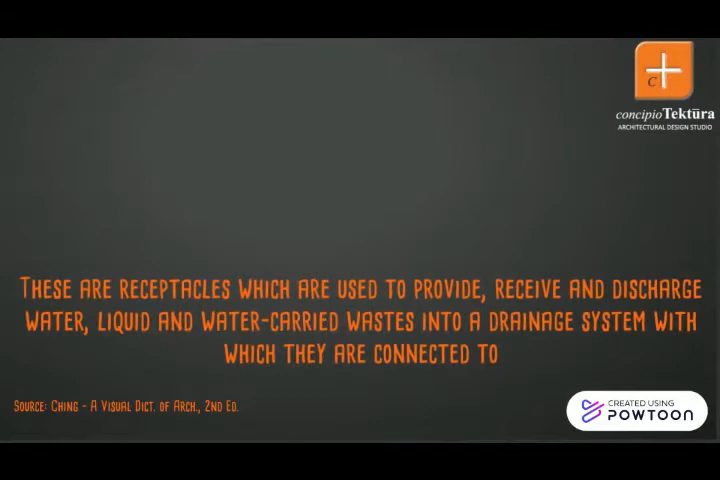 C
concipioTektūra
ARCHITECTURAL DESIGN STUDIO
THESE ARE RECEPTACLES WHICH ARE USED TO PROVIDE, RECEIVE AND DISCHARGE
WATER, LIQUID AND WATER-CARRIED WASTES INTO A DRAINAGE SYSTEM WITH
WHICH THEY ARE CONNECTED TO
SOURCE: CHING - A VISUAL DICT. OF ARCH., 2ND ED.
CREATED USING
POWTOON